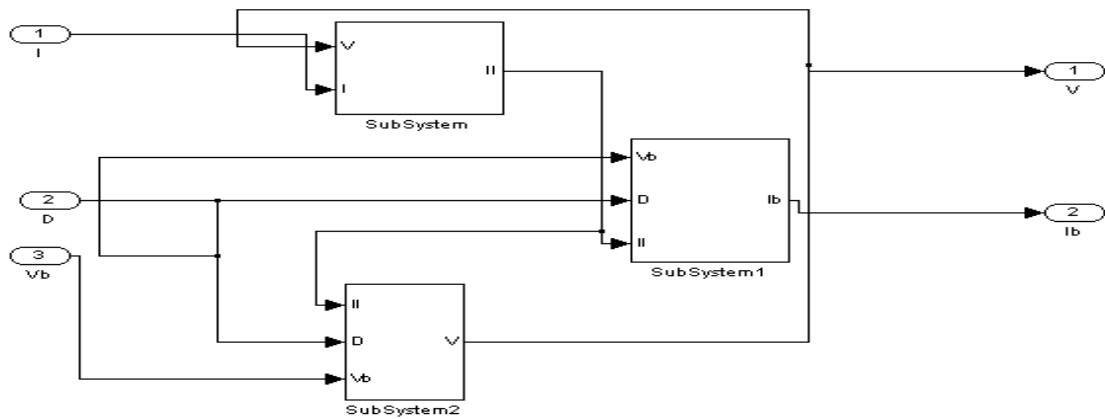 1
I
V
I
Il
SubSystem
1
V
Vb
D
Il
Ib
SubSystem1
2
D
2
Ib
3
Vb
Il
D
Vb
V
SubSystem2